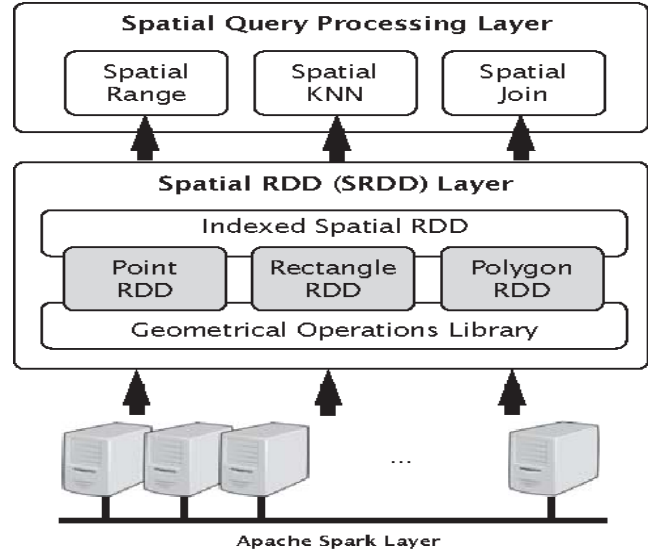 Spatial Query Processing Layer
Spatial Range
Spatial KNN
Spatial Join
Spatial RDD (SRDD) Layer
Indexed Spatial RDD
Point RDD
Rectangle RDD
Polygon RDD
Geometrical Operations Library
...
Apache Spark Layer